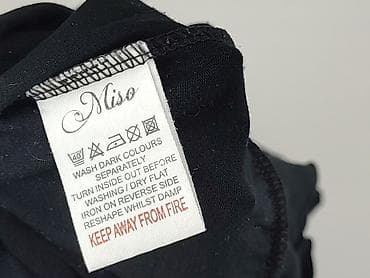 Miso
40
WASH DARK COLOURS
SEPARATELY
TURN INSIDE OUT BEFORE
WASHING / DRY FLAT
IRON ON REVERSE SIDE
RESHAPE WHILST DAMP
KEEP AWAY FROM FIRE